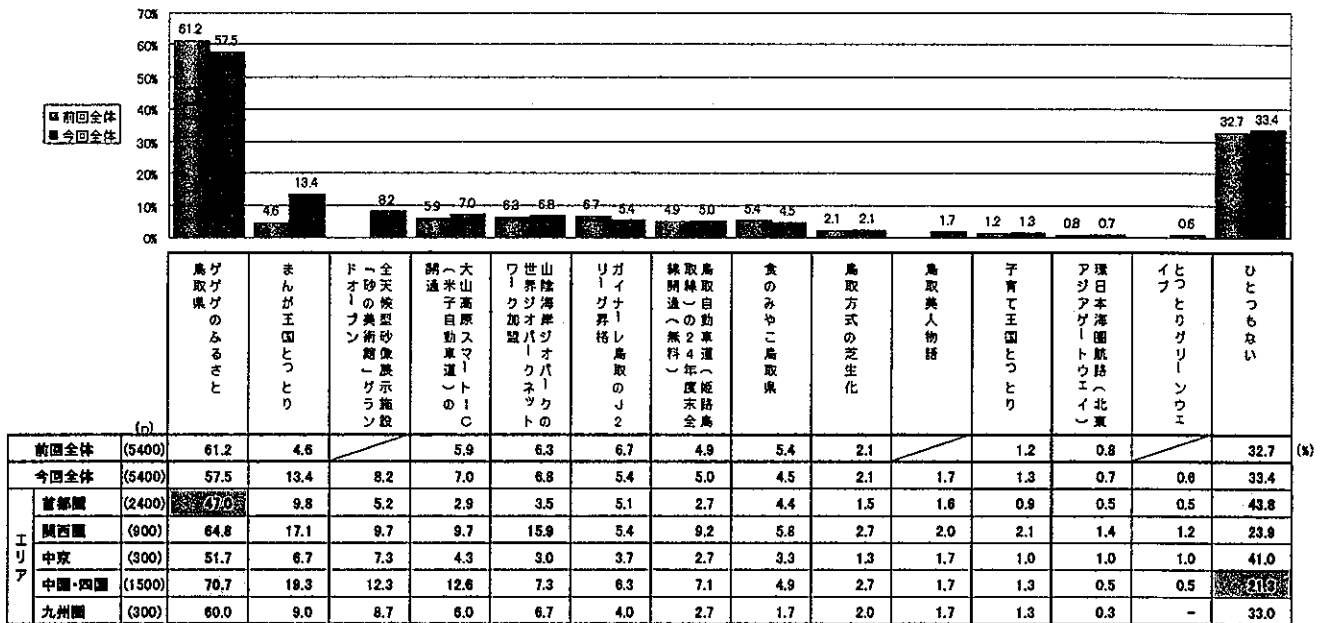 70%
60%
50%
40%
30%
20%
10%
0%
前回全体
今回全体
61.2
57.5
4.6
13.4
8.2
5.9
7.0
6.3
6.8
6.7
5.4
4.9
5.0
5.4
4.5
2.1
2.1
1.7
1.2
1.3
0.8
0.7
0.6
32.7
33.4
ゲゲゲのふるさと
鳥取県
まんが王国とっとり
全天候型砂像展示施設
「砂の美術館」グラン
ドオープン
大山高原スマートIC
(米子自動車道)の
開通
山陰海岸ジオパークの
世界ジオパークネット
ワーク加盟
ガイナーレ鳥取のJ2
リーグ昇格
鳥取自動車道(姫路鳥
取線)の24年度末全
線開通(無料)
食のみやこ鳥取県
鳥取方式の芝生化
鳥取美人物語
子育て王国とっとり
環日本海圏航路(北東
アジアゲートウェイ)
とっとりグリーンウェ
イブ
ひとつもない
(n)
前回全体 (5400) 61.2 4.6 5.9 6.3 6.7 4.9 5.4 2.1 1.2 0.8 32.7 (%)
今回全体 (5400) 57.5 13.4 8.2 7.0 6.8 5.4 5.0 4.5 2.1 1.7 1.3 0.7 0.6 33.4
エリア
首都圏 (2400) 47.0 9.8 5.2 2.9 3.5 5.1 2.7 4.4 1.5 1.6 0.9 0.5 0.5 43.8
関西圏 (900) 64.8 17.1 9.7 9.7 15.9 5.4 9.2 5.8 2.7 2.0 2.1 1.4 1.2 23.9
中京 (300) 51.7 6.7 7.3 4.3 3.0 3.7 2.7 3.3 1.3 1.7 1.0 1.0 1.0 41.0
中国・四国 (1500) 70.7 19.3 12.3 12.6 7.3 6.3 7.1 4.9 2.7 1.7 1.3 0.5 0.5 21.3
九州圏 (300) 60.0 9.0 8.7 6.0 6.7 4.0 2.7 1.7 2.0 1.7 1.3 0.3 - 33.0